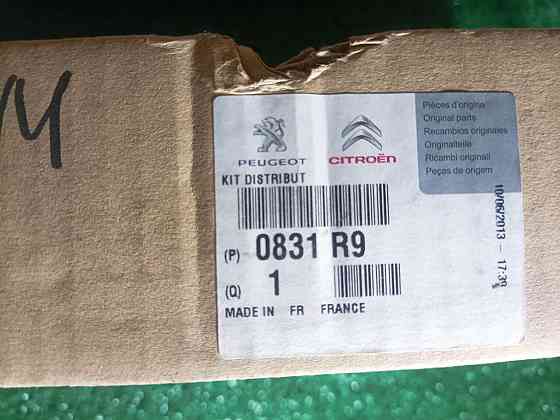 M
PEUGEOT
CITROËN
Pièces d'origine
Original parts
Recambios originales
Originalteile
Ricambi originali
Peças de origem
KIT DISTRIBUT
(P) 0831 R9
(Q) 1
MADE IN FR FRANCE
10/06/2013 - 17:39